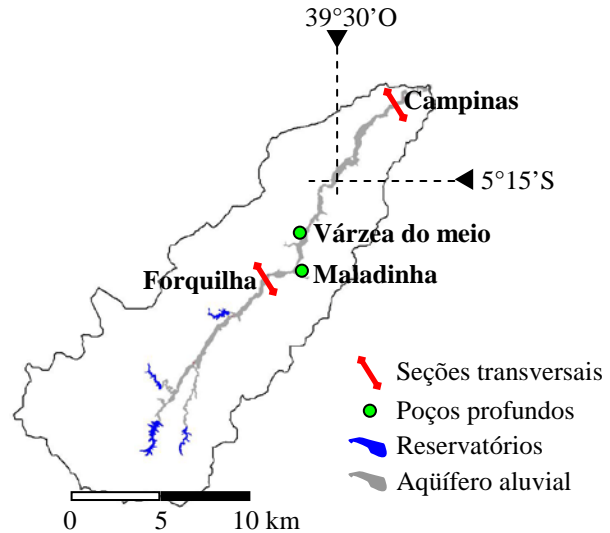 39°30’O
Campinas
5°15’S
Várzea do meio
Forquilha
Maladinha
Seções transversais
Poços profundos
Reservatórios
Aqüífero aluvial
0 5 10 km